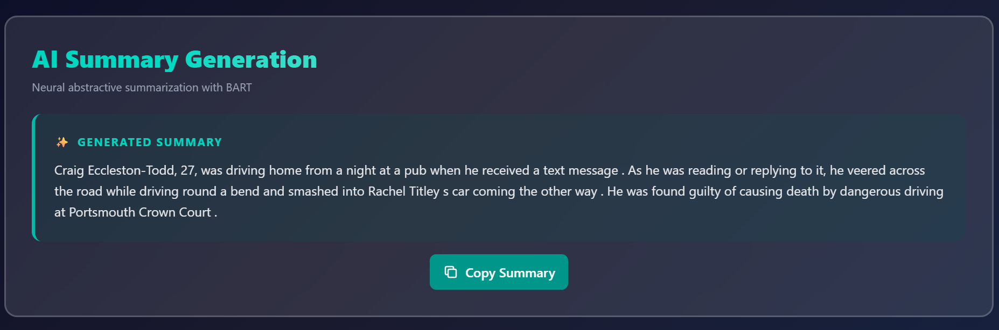 AI Summary Generation
Neural abstractive summarization with BART
✨ GENERATED SUMMARY
Craig Eccleston-Todd, 27, was driving home from a night at a pub when he received a text message . As he was reading or replying to it, he veered across
the road while driving round a bend and smashed into Rachel Titley s car coming the other way . He was found guilty of causing death by dangerous driving
at Portsmouth Crown Court .
Copy Summary